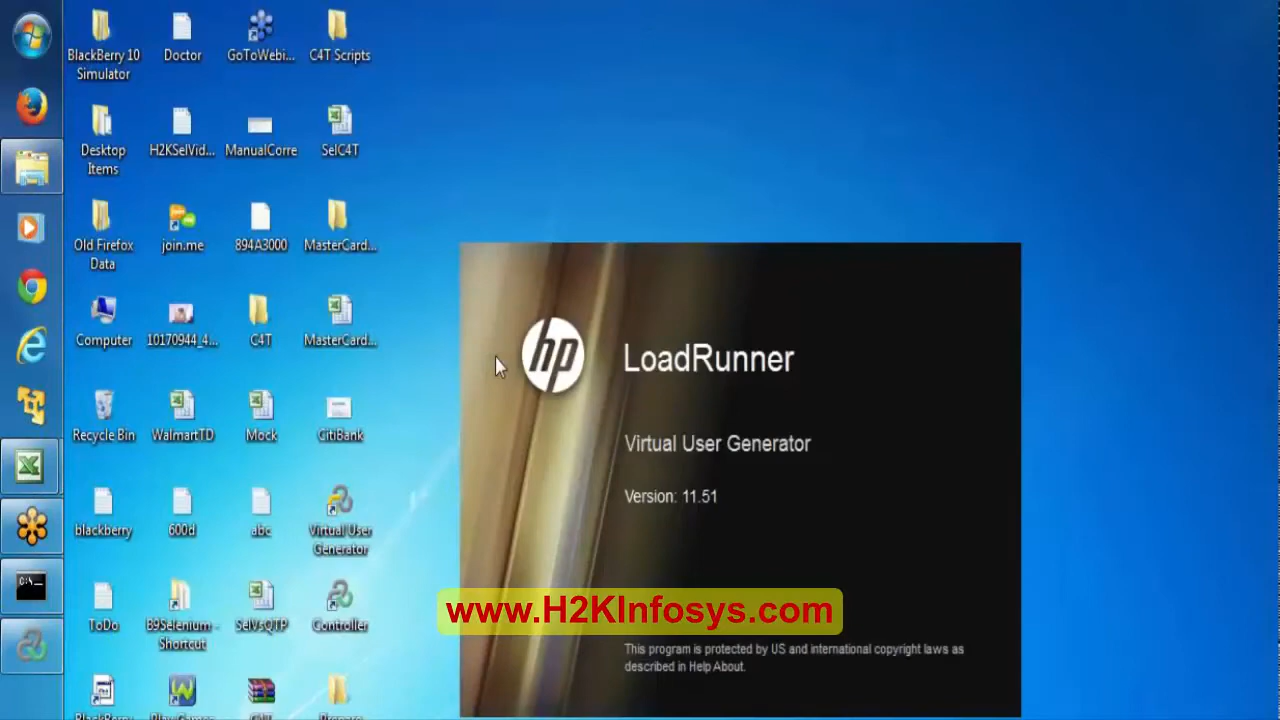 BlackBerry 10
Simulator
Doctor
GoToWebi...
C4T Scripts
Desktop
Items
H2KSelVid...
ManualCorre
SelC4T
Old Firefox
Data
join.me
894A3000
MasterCard...
Computer
10170944_4...
C4T
MasterCard...
Recycle Bin
WalmartTD
Mock
CitiBank
blackberry
600d
abc
Virtual User
Generator
ToDo
B9Selenium -
Shortcut
SelVsQTP
Controller
hp
LoadRunner
Virtual User Generator
Version: 11.51
www.H2KInfosys.com
This program is protected by US and international copyright laws as
described in Help About.
C:\